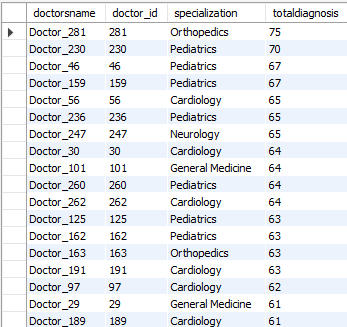 doctorsname doctor_id specialization totaldiagnosis
Doctor_281 281 Orthopedics 75
Doctor_230 230 Pediatrics 70
Doctor_46 46 Pediatrics 67
Doctor_159 159 Pediatrics 67
Doctor_56 56 Cardiology 65
Doctor_236 236 Pediatrics 65
Doctor_247 247 Neurology 65
Doctor_30 30 Cardiology 64
Doctor_101 101 General Medicine 64
Doctor_260 260 Pediatrics 64
Doctor_262 262 Cardiology 64
Doctor_125 125 Pediatrics 63
Doctor_162 162 Pediatrics 63
Doctor_163 163 Orthopedics 63
Doctor_191 191 Cardiology 63
Doctor_97 97 Cardiology 62
Doctor_29 29 General Medicine 61
Doctor_189 189 Cardiology 61